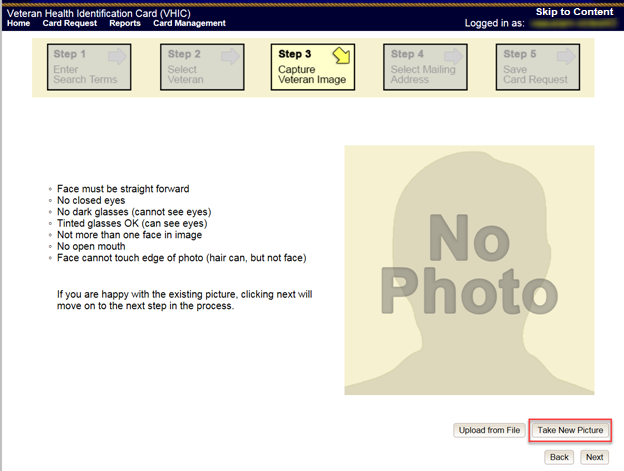 Veteran Health Identification Card (VHIC)
Skip to Content
Home Card Request Reports Card Management
Logged in as:
Step 1
Enter
Search Terms
Step 2
Select
Veteran
Step 3
Capture
Veteran Image
Step 4
Select Mailing
Address
Step 5
Save
Card Request
Face must be straight forward
No closed eyes
No dark glasses (cannot see eyes)
Tinted glasses OK (can see eyes)
Not more than one face in image
No open mouth
Face cannot touch edge of photo (hair can, but not face)
If you are happy with the existing picture, clicking next will
move on to the next step in the process.
No
Photo
Upload from File
Take New Picture
Back
Next